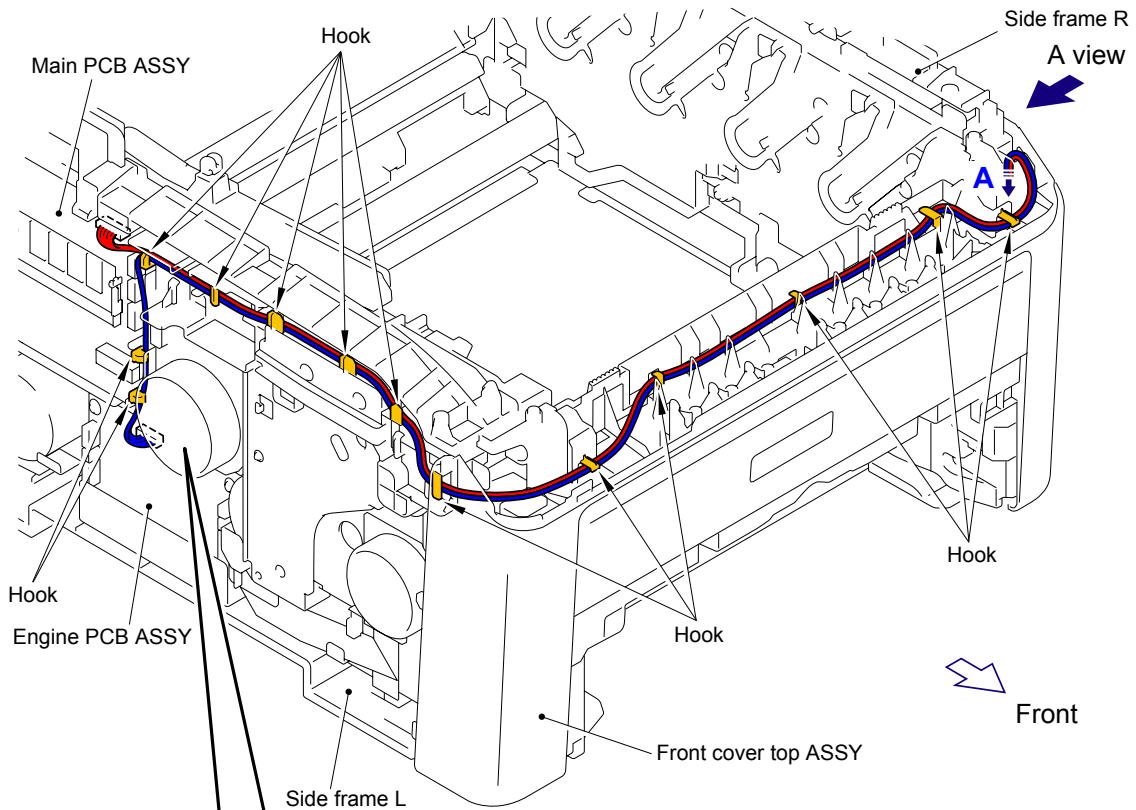 Side frame R
Hook
A view
Main PCB ASSY
A
Hook
Hook
Engine PCB ASSY
Hook
Front
Front cover top ASSY
Side frame L